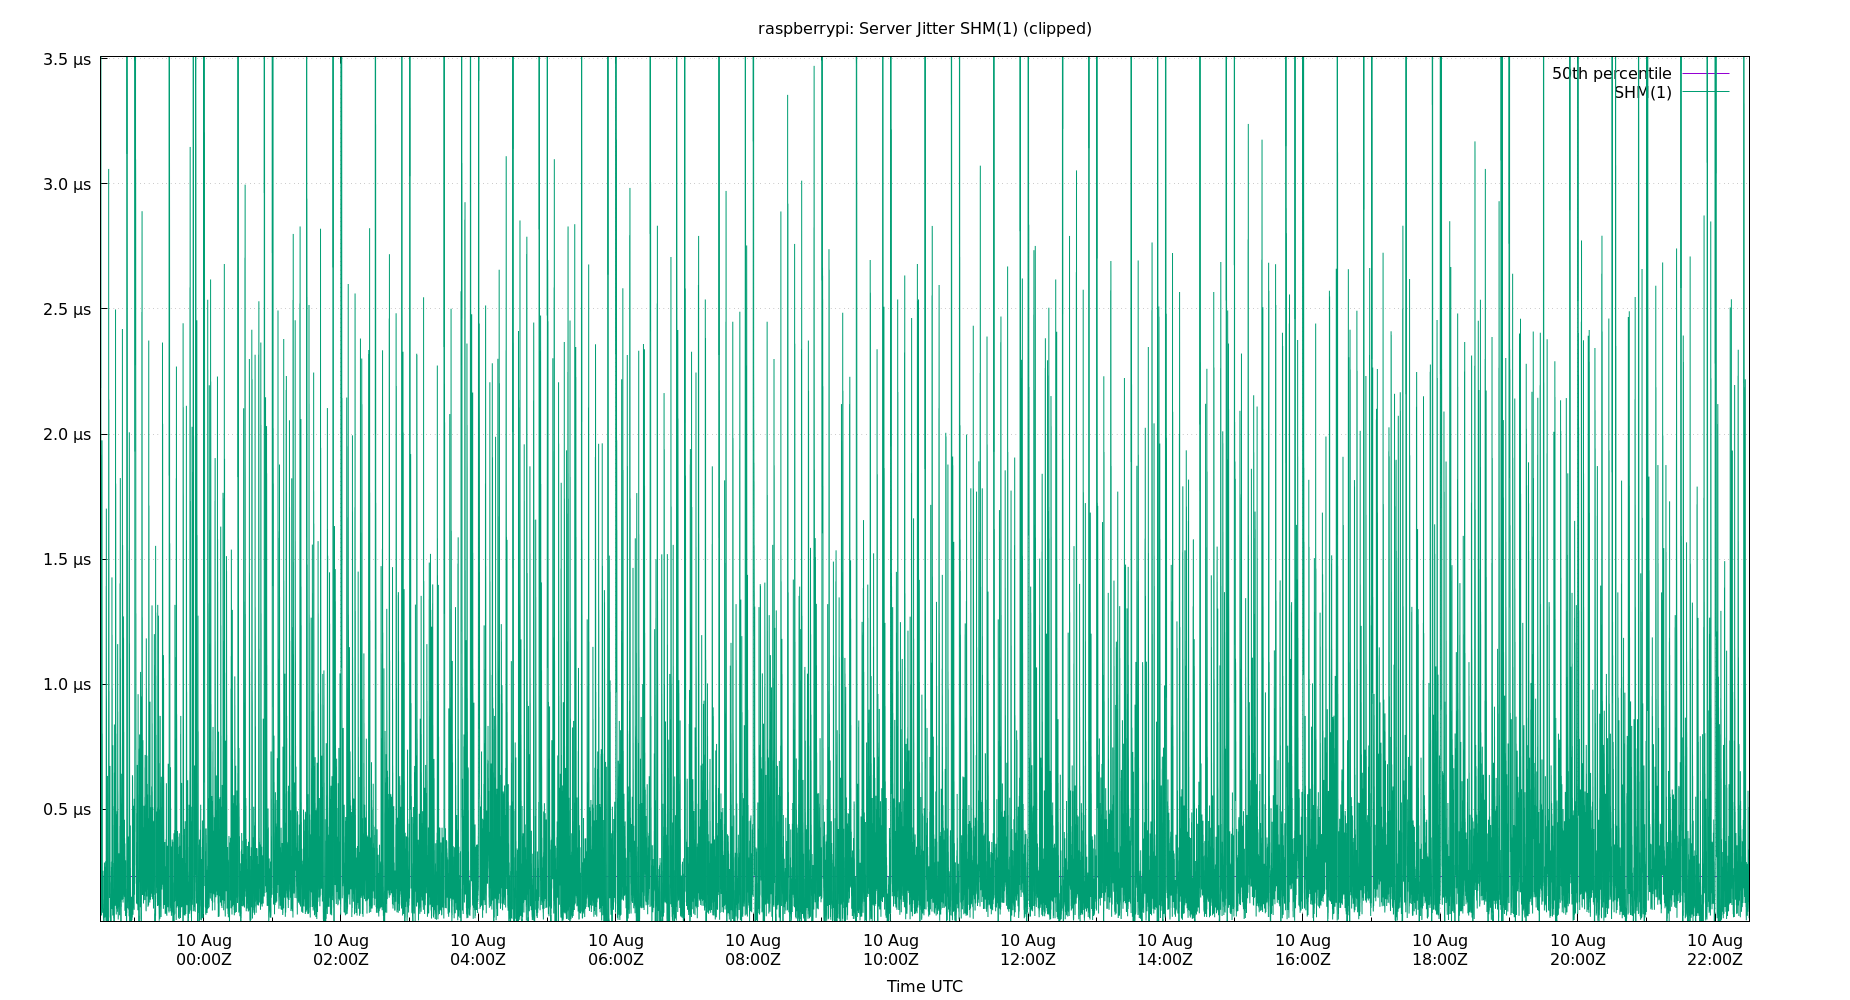 raspberrypi: Server Jitter SHM(1) (clipped)
3.5 µs
3.0 µs
2.5 µs
2.0 µs
1.5 µs
1.0 µs
0.5 µs
50th percentile
SHM(1)
10 Aug 10 Aug 10 Aug 10 Aug 10 Aug 10 Aug 10 Aug 10 Aug 10 Aug 10 Aug 10 Aug 10 Aug
00:00Z 02:00Z 04:00Z 06:00Z 08:00Z 10:00Z 12:00Z 14:00Z 16:00Z 18:00Z 20:00Z 22:00Z
Time UTC